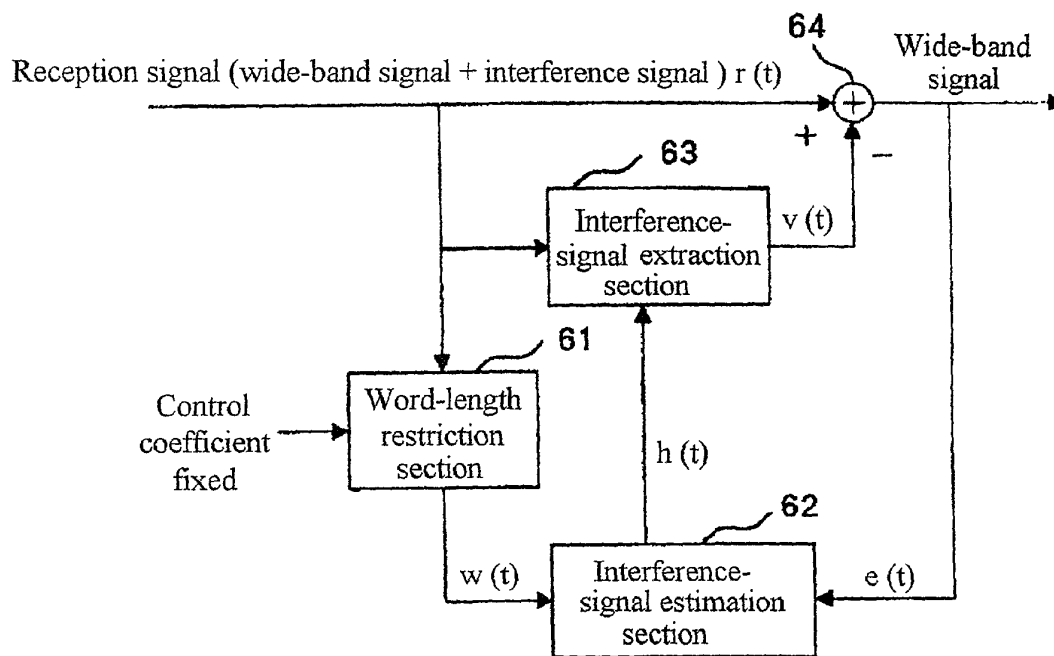 64
Wide-band
signal
Reception signal (wide-band signal + interference signal ) r (t)
+
+
−
63
Interference-
signal extraction
section
v (t)
61
Word-length
restriction
section
Control
coefficient
fixed
h (t)
62
w (t)
Interference-
signal estimation
section
e (t)